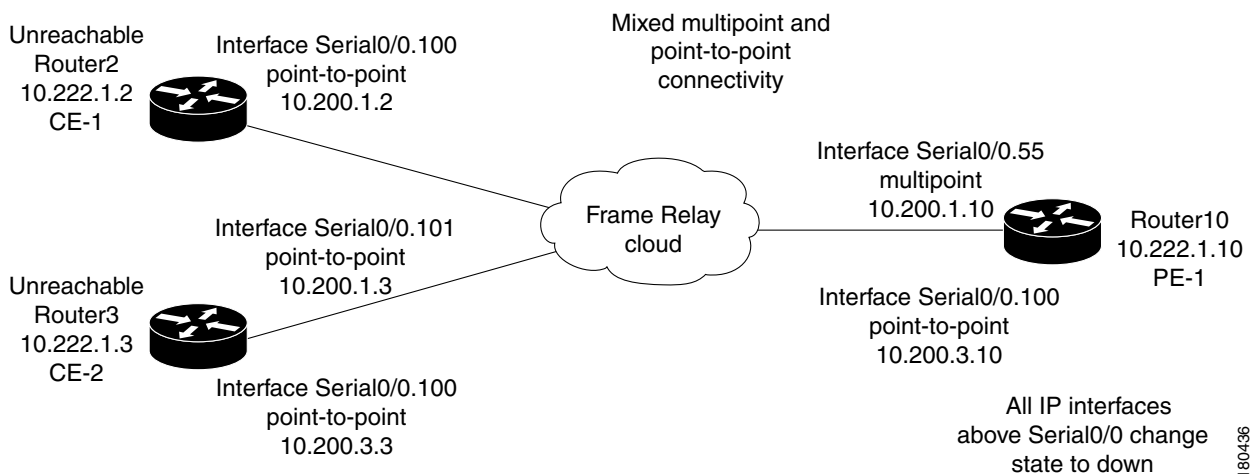 Unreachable
Router2
10.222.1.2
CE-1
Interface Serial0/0.100
point-to-point
10.200.1.2
Mixed multipoint and
point-to-point
connectivity
Unreachable
Router3
10.222.1.3
CE-2
Interface Serial0/0.101
point-to-point
10.200.1.3
Interface Serial0/0.100
point-to-point
10.200.3.3
Frame Relay
cloud
Interface Serial0/0.55
multipoint
10.200.1.10
Router10
10.222.1.10
PE-1
Interface Serial0/0.100
point-to-point
10.200.3.10
All IP interfaces
above Serial0/0 change
state to down
180436